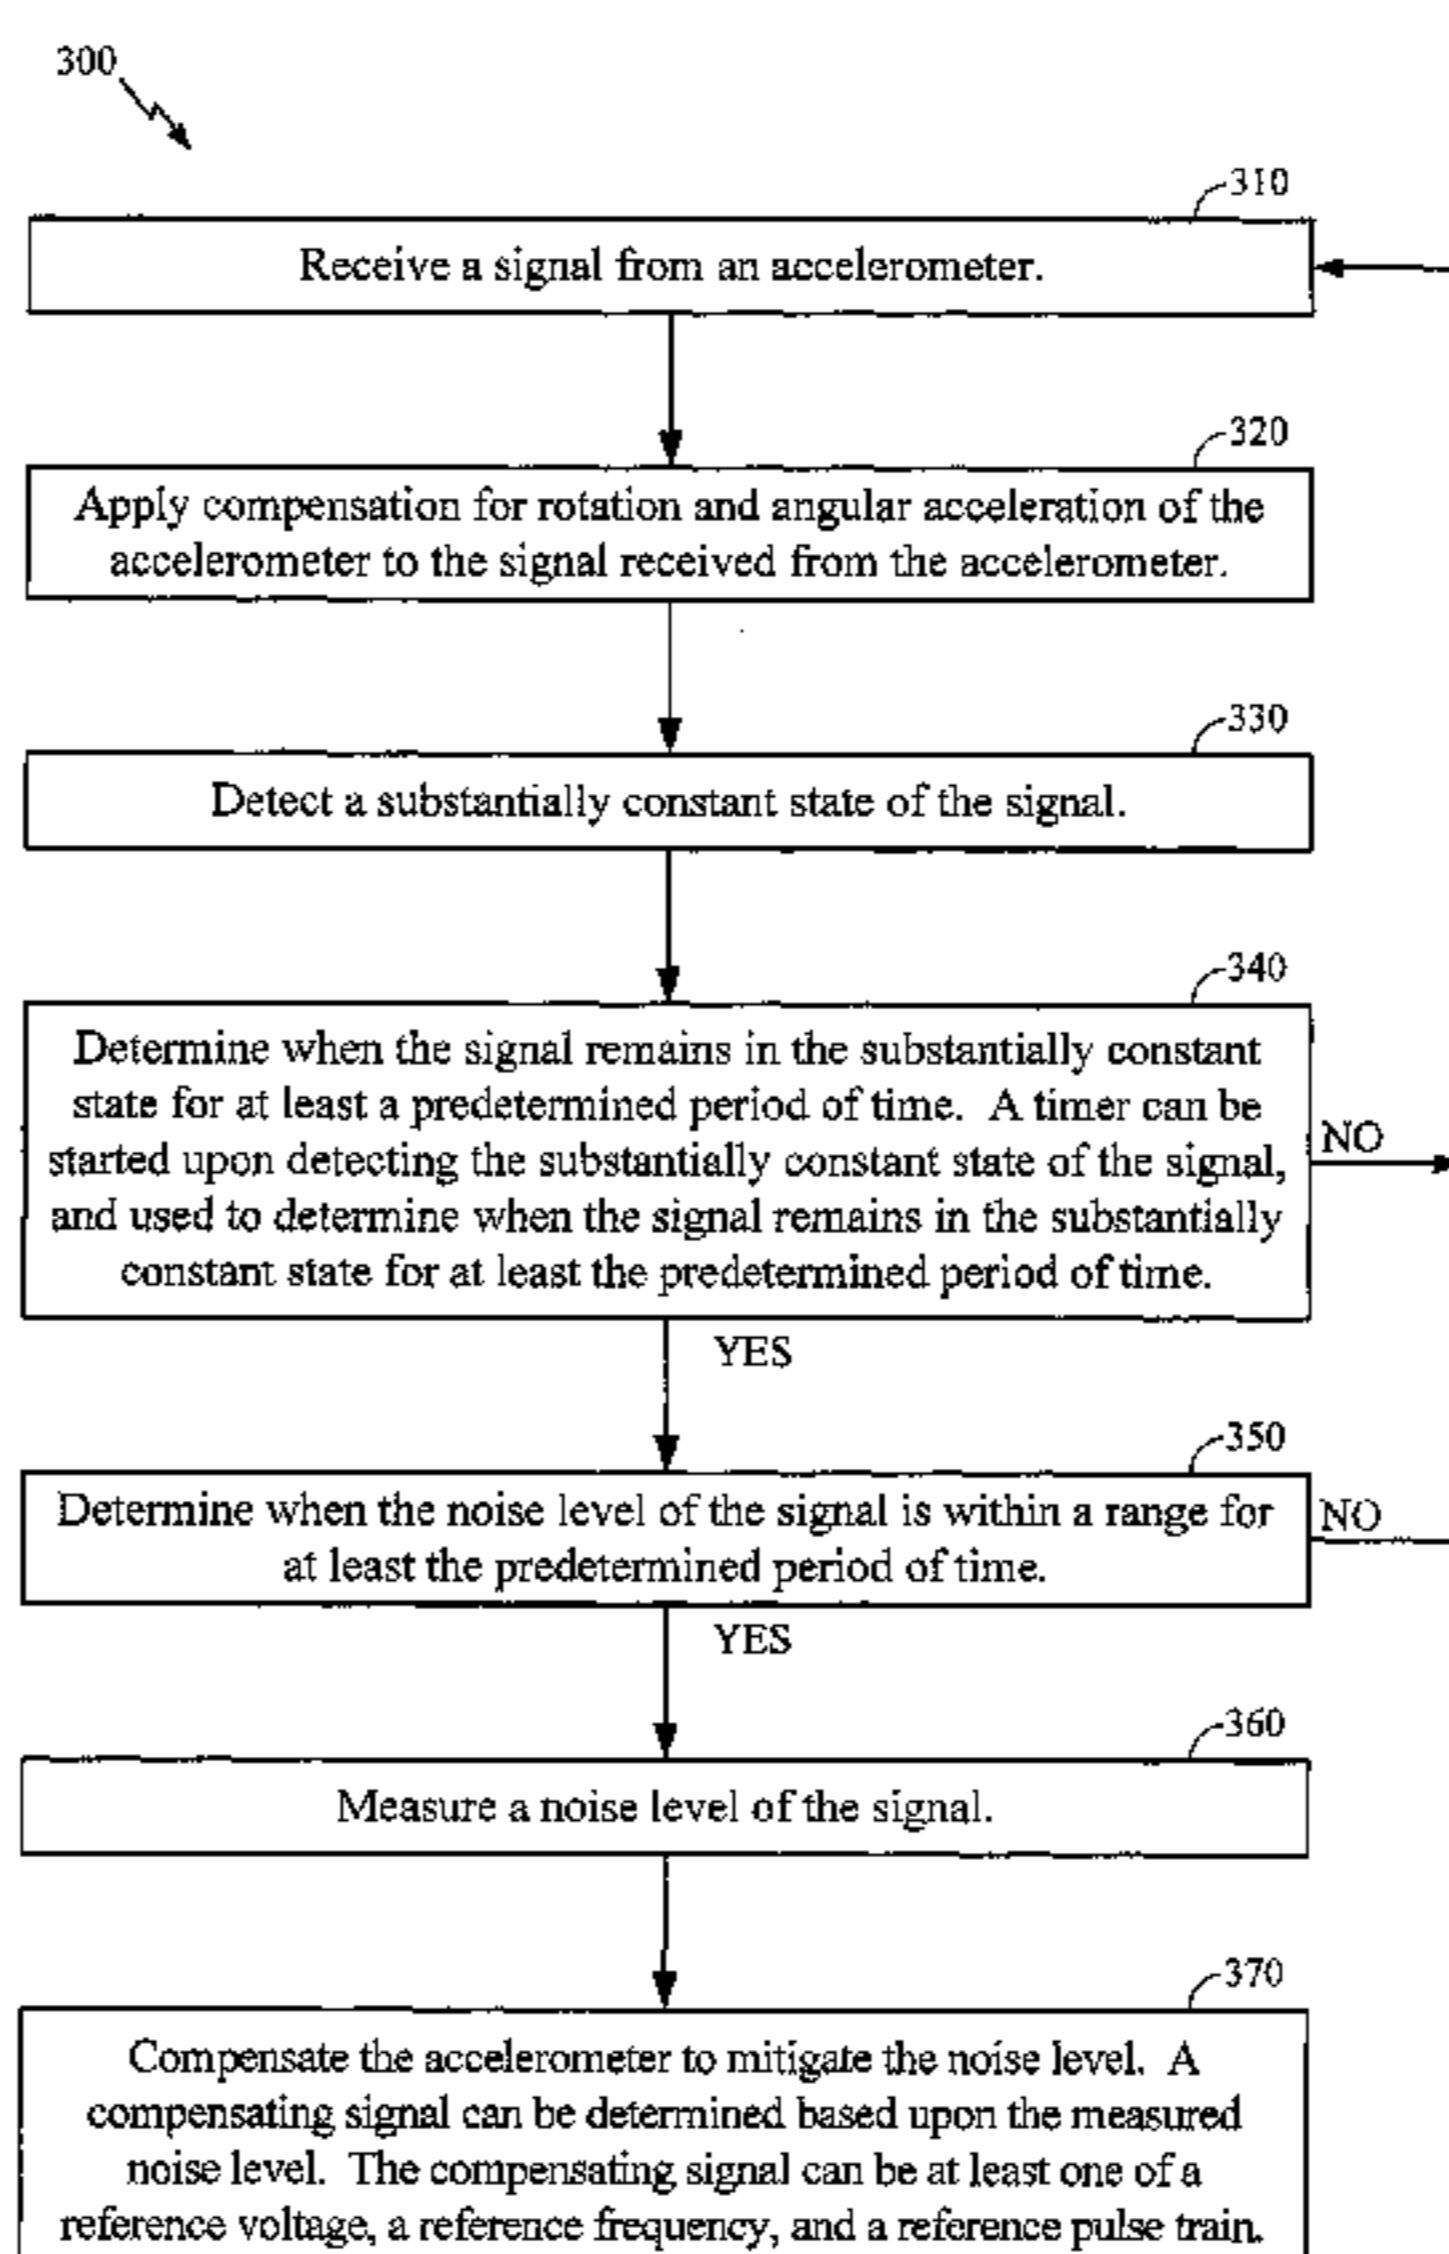 300
310
Receive a signal from an accelerometer.
320
Apply compensation for rotation and angular acceleration of the
accelerometer to the signal received from the accelerometer.
330
Detect a substantially constant state of the signal.
340
Determine when the signal remains in the substantially constant
state for at least a predetermined period of time. A timer can be
started upon detecting the substantially constant state of the signal,
and used to determine when the signal remains in the substantially
constant state for at least the predetermined period of time.
NO
YES
350
Determine when the noise level of the signal is within a range for
at least the predetermined period of time.
NO
YES
360
Measure a noise level of the signal.
370
Compensate the accelerometer to mitigate the noise level. A
compensating signal can be determined based upon the measured
noise level. The compensating signal can be at least one of a
reference voltage, a reference frequency, and a reference pulse train.